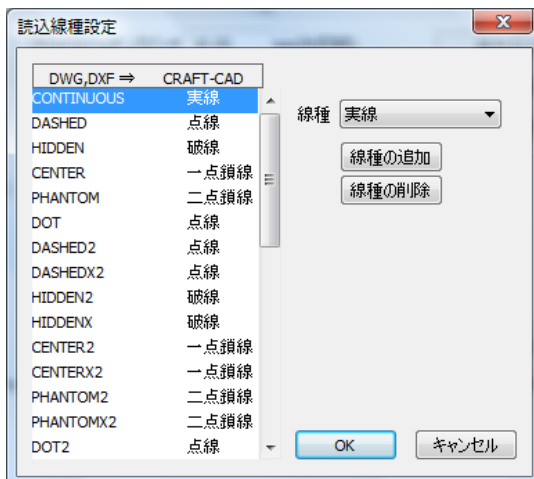 読込線種設定
DWG,DXF ⇒ CRAFT-CAD
CONTINUOUS 実線
DASHED 点線
HIDDEN 破線
CENTER 一点鎖線
PHANTOM 二点鎖線
DOT 点線
DASHED2 点線
DASHEDX2 点線
HIDDEN2 破線
HIDDENX 破線
CENTER2 一点鎖線
CENTERX2 一点鎖線
PHANTOM2 二点鎖線
PHANTOMX2 二点鎖線
DOT2 点線
線種 実線
線種の追加
線種の削除
OK キャンセル